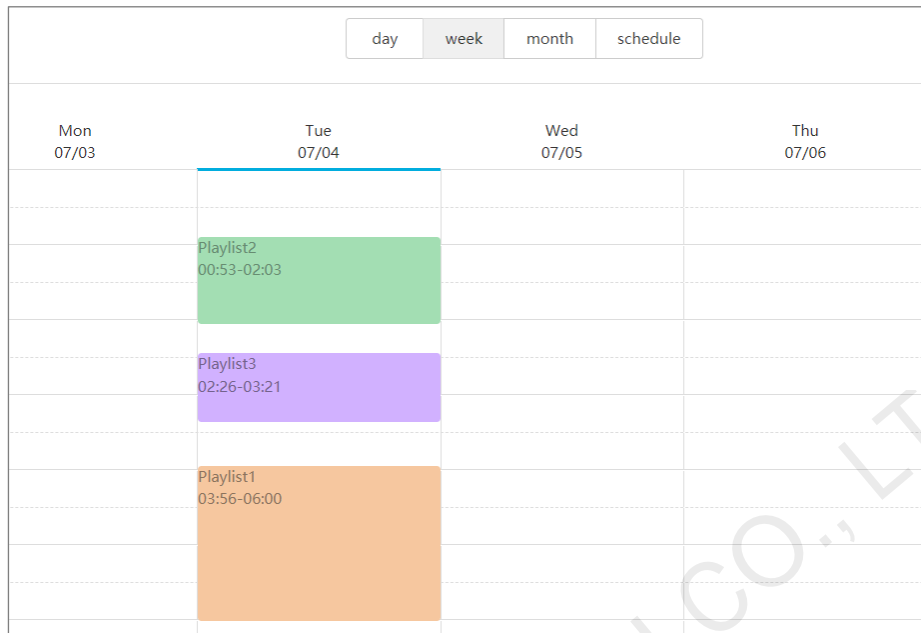 day week month schedule
Mon Tue Wed Thu
07/03 07/04 07/05 07/06
Playlist2
00:53-02:03
Playlist3
02:26-03:21
Playlist1
03:56-06:00
CO., LT